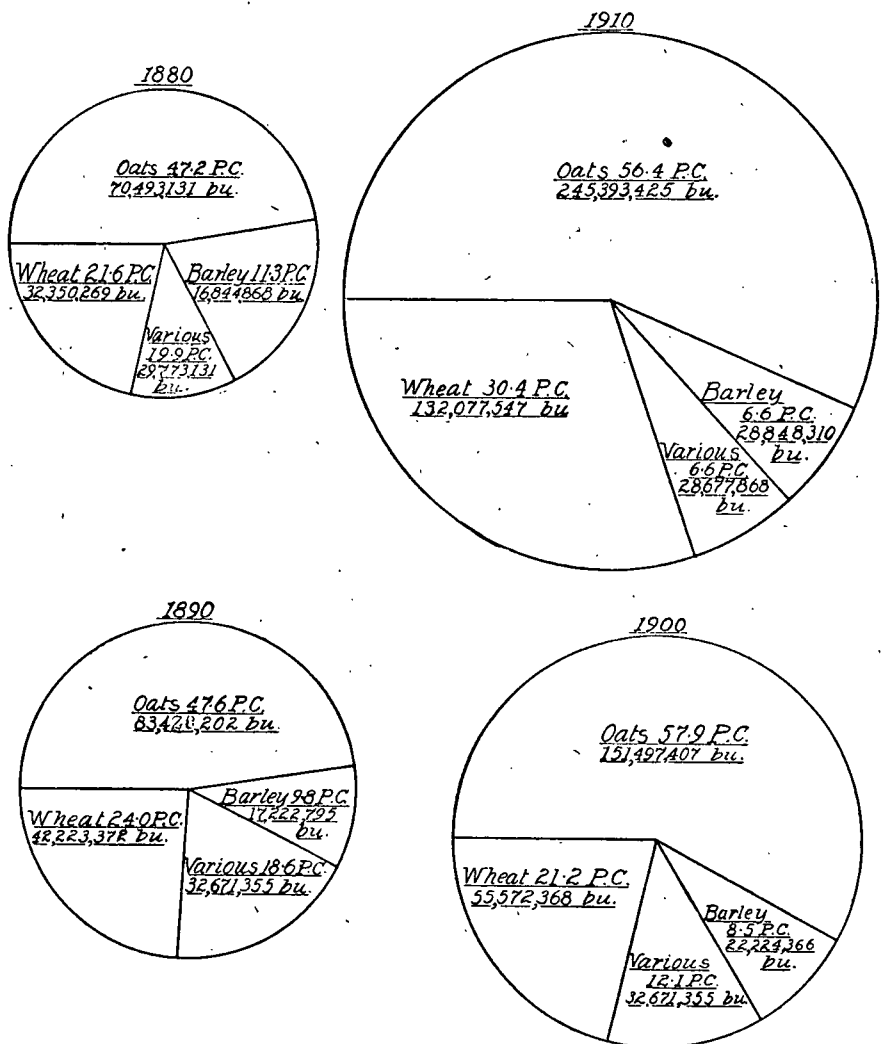 1880
Oats 47.2 P.C.
70,493,131 bu.
Wheat 21.6 P.C.
32,350,269 bu.
Barley 11.3 P.C.
16,844,868 bu.
Various
19.9 P.C.
29,773,131
bu.
1910
Oats 56.4 P.C.
245,393,425 bu.
Wheat 30.4 P.C.
132,077,547 bu
Barley
6.6 P.C.
28,848,310
bu.
Various
6.6 P.C.
28,677,868
bu.
1890
Oats 47.6 P.C.
bu.
Wheat 24.0 P.C.
42,223,372 bu.
Barley 9.8 P.C.
17,222,795
bu.
Various 18.6 P.C.
32,671,355 bu.
1900
Oats 57.9 P.C.
151,497,407 bu.
Wheat 21.2 P.C.
55,572,368 bu.
Barley
8.5 P.C.
22,224,366
bu.
Various
12.1 P.C.
32,671,355 bu